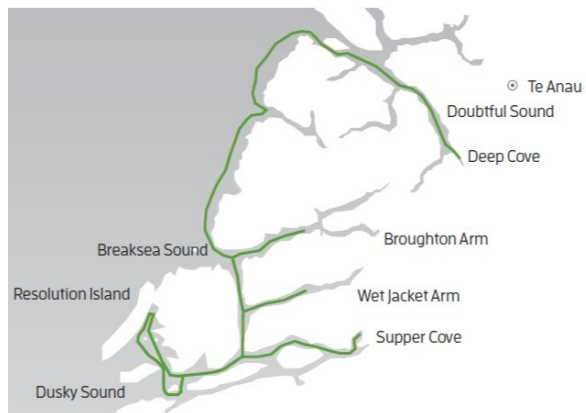 Te Anau
Doubtful Sound
Deep Cove
Broughton Arm
Breaksea Sound
Resolution Island
Wet Jacket Arm
Supper Cove
Dusky Sound